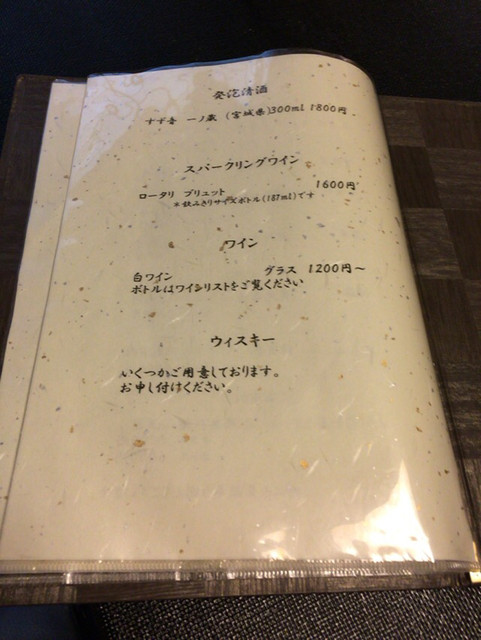 発泡清酒
すず音 一ノ蔵 (宮城県)300ml 1800円
スパークリングワイン
ロータリ ブリュット 1600円
*飲みきりサイズボトル(187ml)です
ワイン
白ワイン グラス 1200円~
ボトルはワインリストをご覧ください
ウィスキー
いくつかご用意しております。
お申し付けください。